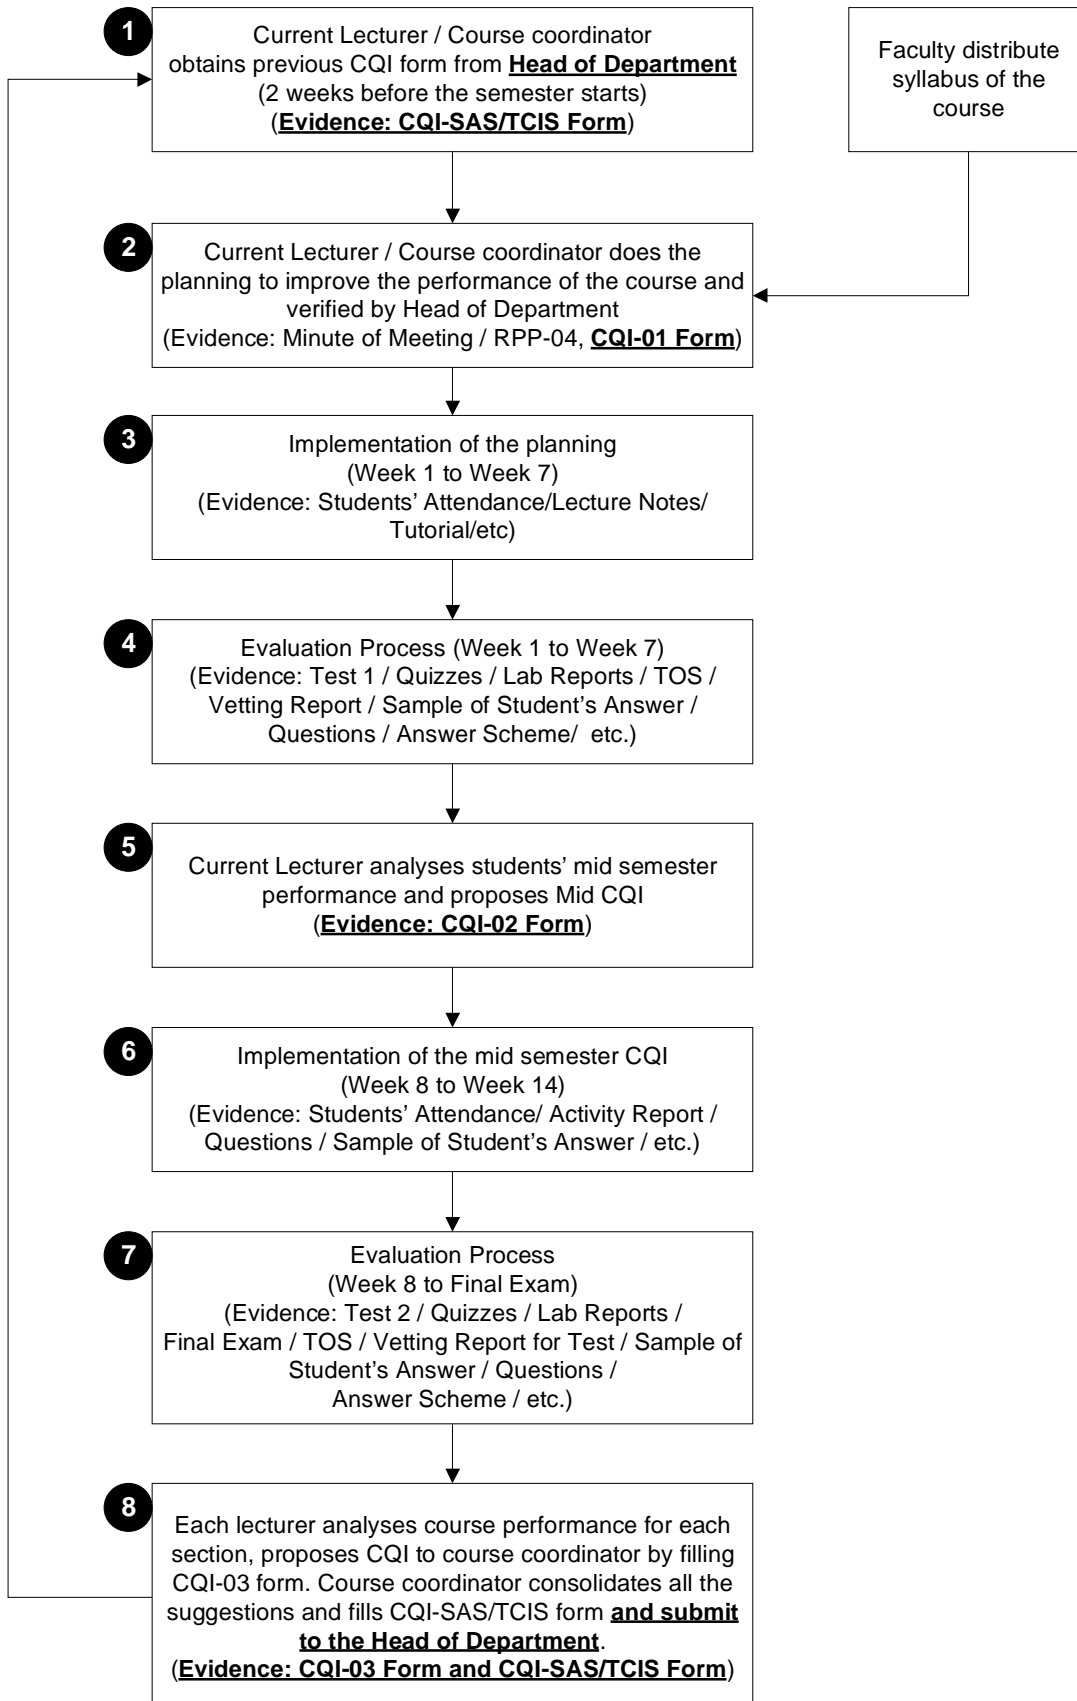 1
Current Lecturer / Course coordinator
obtains previous CQI form from Head of Department
(2 weeks before the semester starts)
(Evidence: CQI-SAS/TCIS Form)
Faculty distribute
syllabus of the
course
2
Current Lecturer / Course coordinator does the
planning to improve the performance of the course and
verified by Head of Department
(Evidence: Minute of Meeting / RPP-04, CQI-01 Form)
3
Implementation of the planning
(Week 1 to Week 7)
(Evidence: Students’ Attendance/Lecture Notes/
Tutorial/etc)
4
Evaluation Process (Week 1 to Week 7)
(Evidence: Test 1 / Quizzes / Lab Reports / TOS /
Vetting Report / Sample of Student’s Answer /
Questions / Answer Scheme/  etc.)
5
Current Lecturer analyses students’ mid semester
performance and proposes Mid CQI
(Evidence: CQI-02 Form)
6
Implementation of the mid semester CQI
(Week 8 to Week 14)
(Evidence: Students’ Attendance/ Activity Report /
Questions / Sample of Student’s Answer / etc.)
7
Evaluation Process
(Week 8 to Final Exam)
(Evidence: Test 2 / Quizzes / Lab Reports /
Final Exam / TOS / Vetting Report for Test / Sample of
Student’s Answer / Questions /
Answer Scheme / etc.)
8
Each lecturer analyses course performance for each
section, proposes CQI to course coordinator by filling
CQI-03 form. Course coordinator consolidates all the
suggestions and fills CQI-SAS/TCIS form and submit
to the Head of Department.
(Evidence: CQI-03 Form and CQI-SAS/TCIS Form)